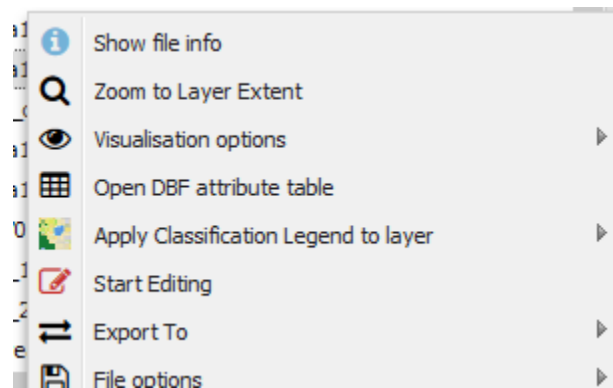 Show file info
Zoom to Layer Extent
Visualisation options
Open DBF attribute table
Apply Classification Legend to layer
Start Editing
Export To
File options